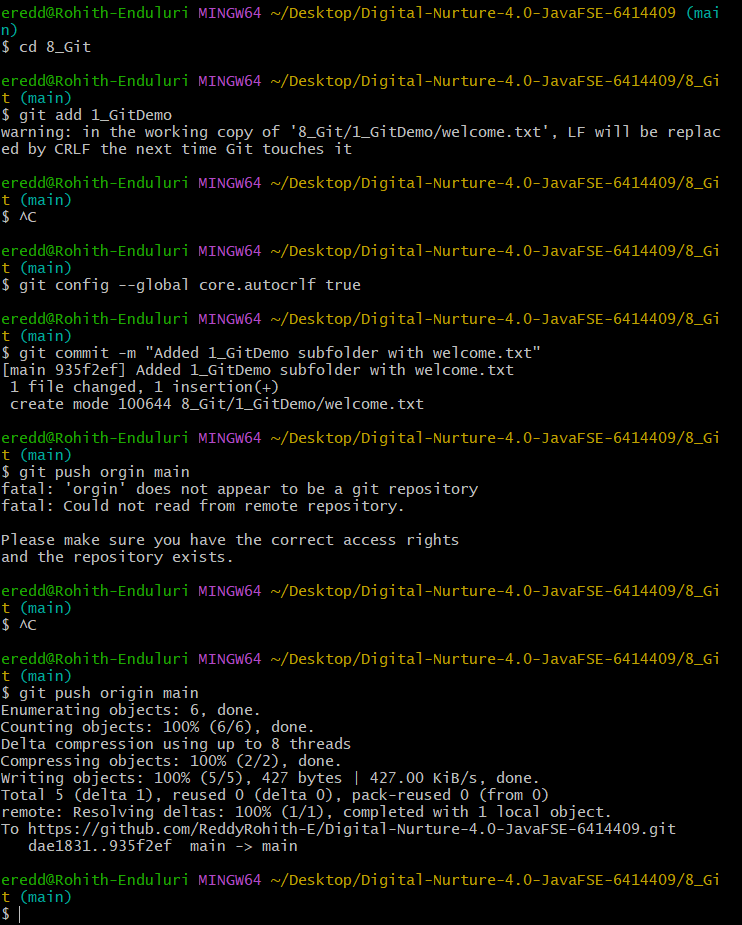 eredd@Rohith-Enduluri MINGW64 ~/Desktop/Digital-Nurture-4.0-JavaFSE-6414409 (mai
n)
$ cd 8_Git
eredd@Rohith-Enduluri MINGW64 ~/Desktop/Digital-Nurture-4.0-JavaFSE-6414409/8_Gi
t (main)
$ git add 1_GitDemo
warning: in the working copy of '8_Git/1_GitDemo/welcome.txt', LF will be replac
ed by CRLF the next time Git touches it
eredd@Rohith-Enduluri MINGW64 ~/Desktop/Digital-Nurture-4.0-JavaFSE-6414409/8_Gi
t (main)
$ ^C
eredd@Rohith-Enduluri MINGW64 ~/Desktop/Digital-Nurture-4.0-JavaFSE-6414409/8_Gi
t (main)
$ git config --global core.autocrlf true
eredd@Rohith-Enduluri MINGW64 ~/Desktop/Digital-Nurture-4.0-JavaFSE-6414409/8_Gi
t (main)
$ git commit -m "Added 1_GitDemo subfolder with welcome.txt"
[main 935f2ef] Added 1_GitDemo subfolder with welcome.txt
 1 file changed, 1 insertion(+)
 create mode 100644 8_Git/1_GitDemo/welcome.txt
eredd@Rohith-Enduluri MINGW64 ~/Desktop/Digital-Nurture-4.0-JavaFSE-6414409/8_Gi
t (main)
$ git push orgin main
fatal: 'orgin' does not appear to be a git repository
fatal: Could not read from remote repository.
Please make sure you have the correct access rights
and the repository exists.
eredd@Rohith-Enduluri MINGW64 ~/Desktop/Digital-Nurture-4.0-JavaFSE-6414409/8_Gi
t (main)
$ ^C
eredd@Rohith-Enduluri MINGW64 ~/Desktop/Digital-Nurture-4.0-JavaFSE-6414409/8_Gi
t (main)
$ git push origin main
Enumerating objects: 6, done.
Counting objects: 100% (6/6), done.
Delta compression using up to 8 threads
Compressing objects: 100% (2/2), done.
Writing objects: 100% (5/5), 427 bytes | 427.00 KiB/s, done.
Total 5 (delta 1), reused 0 (delta 0), pack-reused 0 (from 0)
remote: Resolving deltas: 100% (1/1), completed with 1 local object.
To https://github.com/ReddyRohith-E/Digital-Nurture-4.0-JavaFSE-6414409.git
   dae1831..935f2ef  main -> main
eredd@Rohith-Enduluri MINGW64 ~/Desktop/Digital-Nurture-4.0-JavaFSE-6414409/8_Gi
t (main)
$